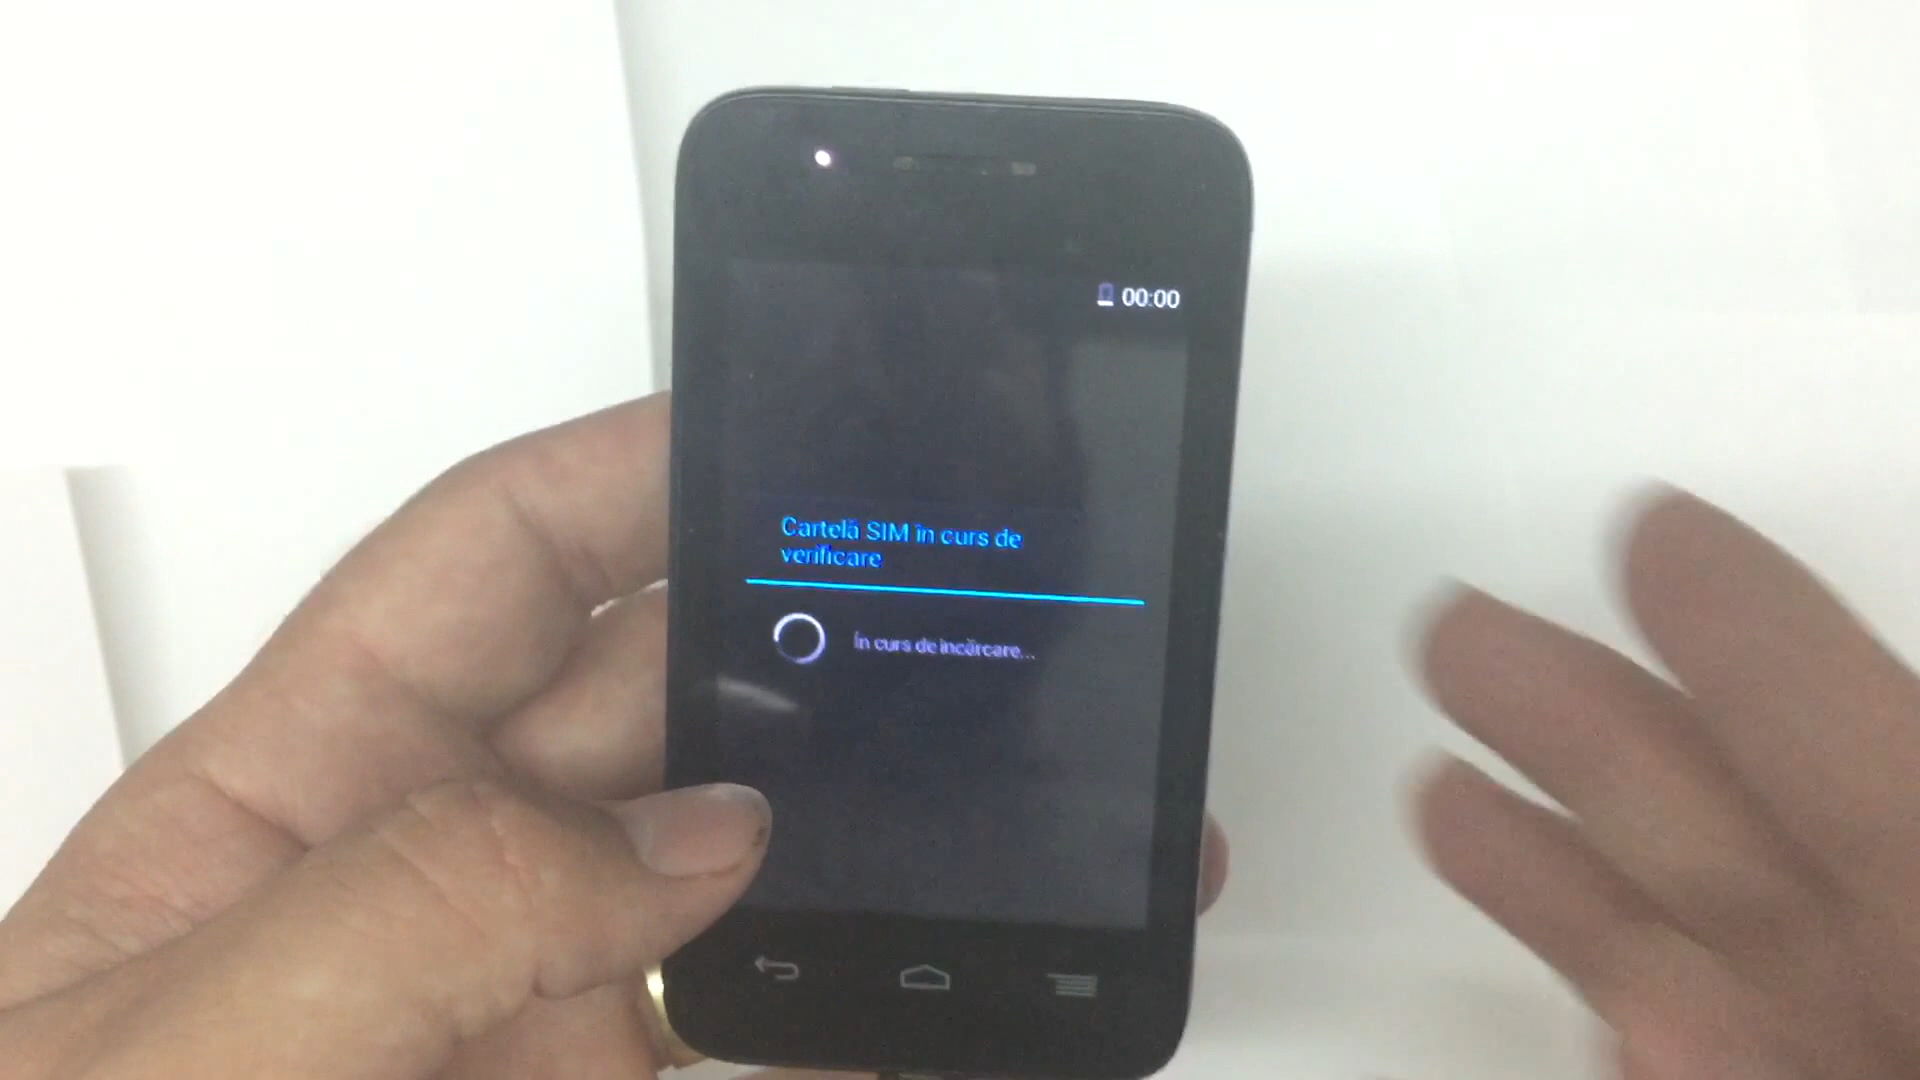 00:00
Cartelă SIM în curs de
verificare
În curs de încărcare...